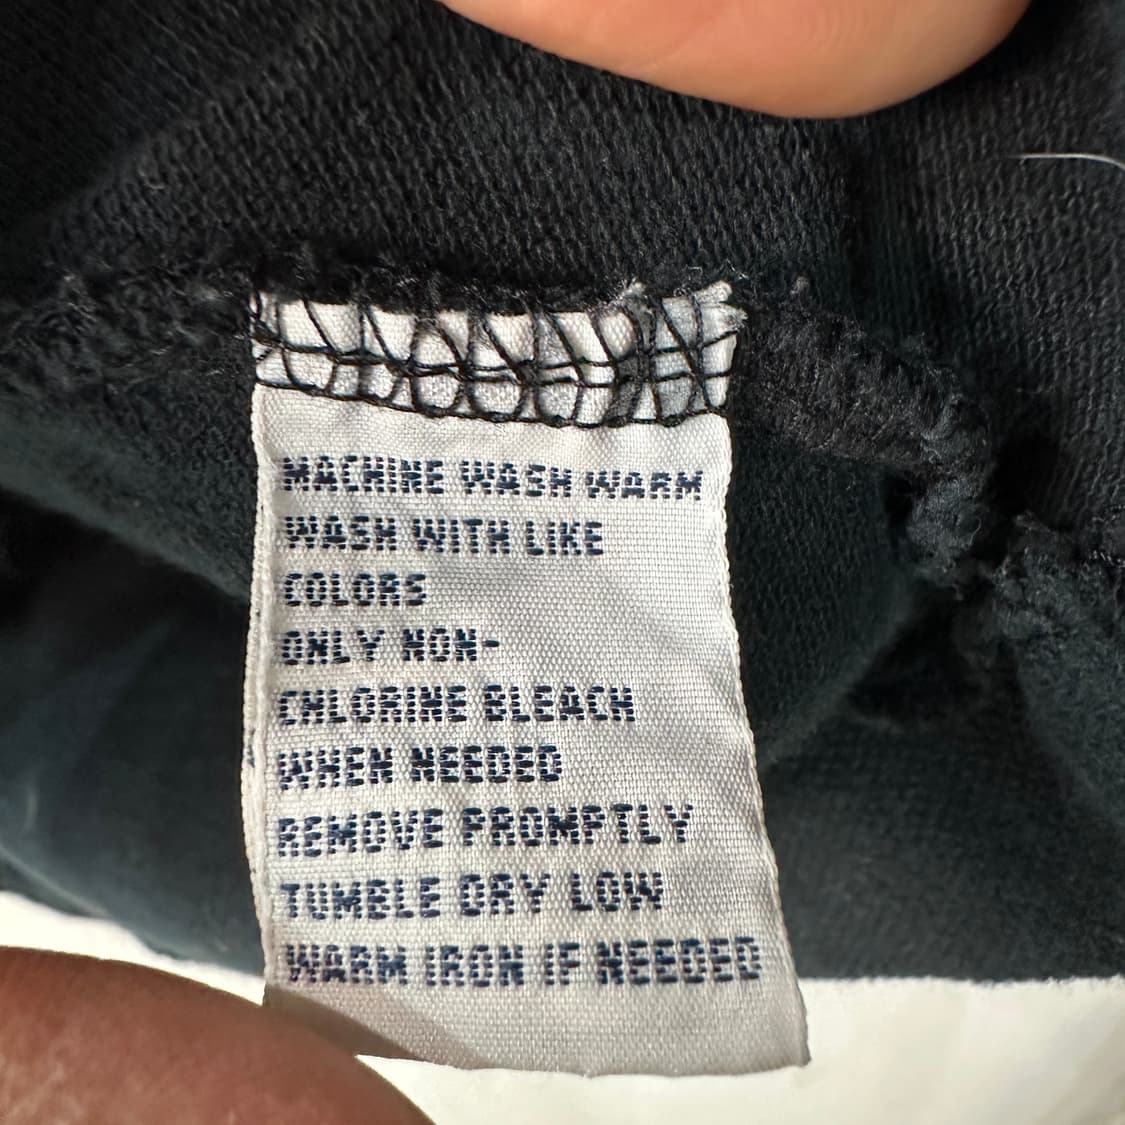 MACHINE WASH WARM
WASH WITH LIKE
COLORS
ONLY NON-
CHLORINE BLEACH
WHEN NEEDED
REMOVE PROMPTLY
TUMBLE DRY LOW
WARM IRON IF NEEDED